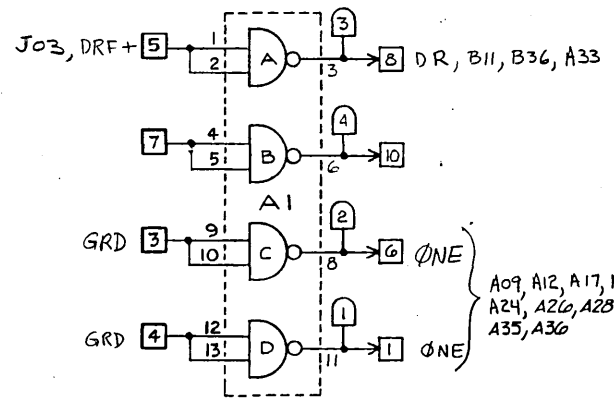 3
J03, DRF+ 5 1 2 A 3 8 DR, B11, B36, A33
4
7 4 5 B 6 10
A1
2
GRD 3 9 10 C 8 6 ØNE
A09, A12, A17,
A24, A26, A28
A35, A36
1
GRD 4 12 13 D 11 1 ØNE